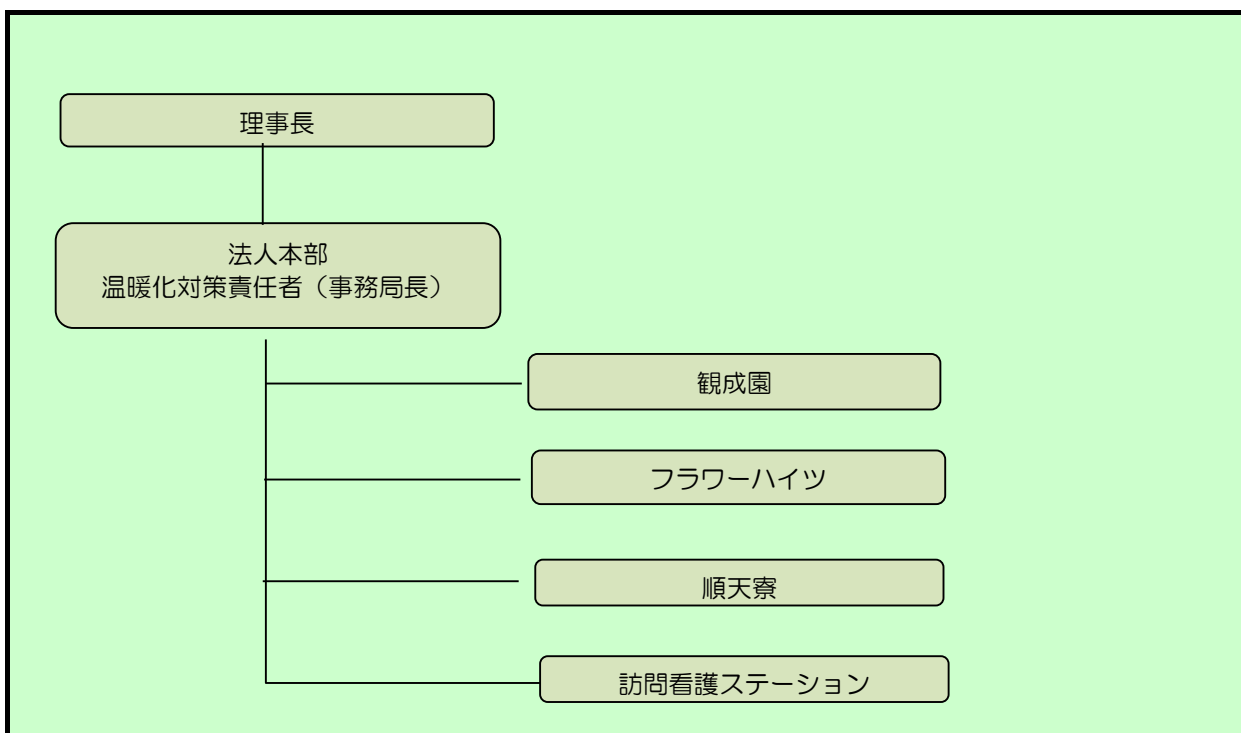 理事長
法人本部
温暖化対策責任者（事務局長）
観成園
フラワーハイツ
順天寮
訪問看護ステーション